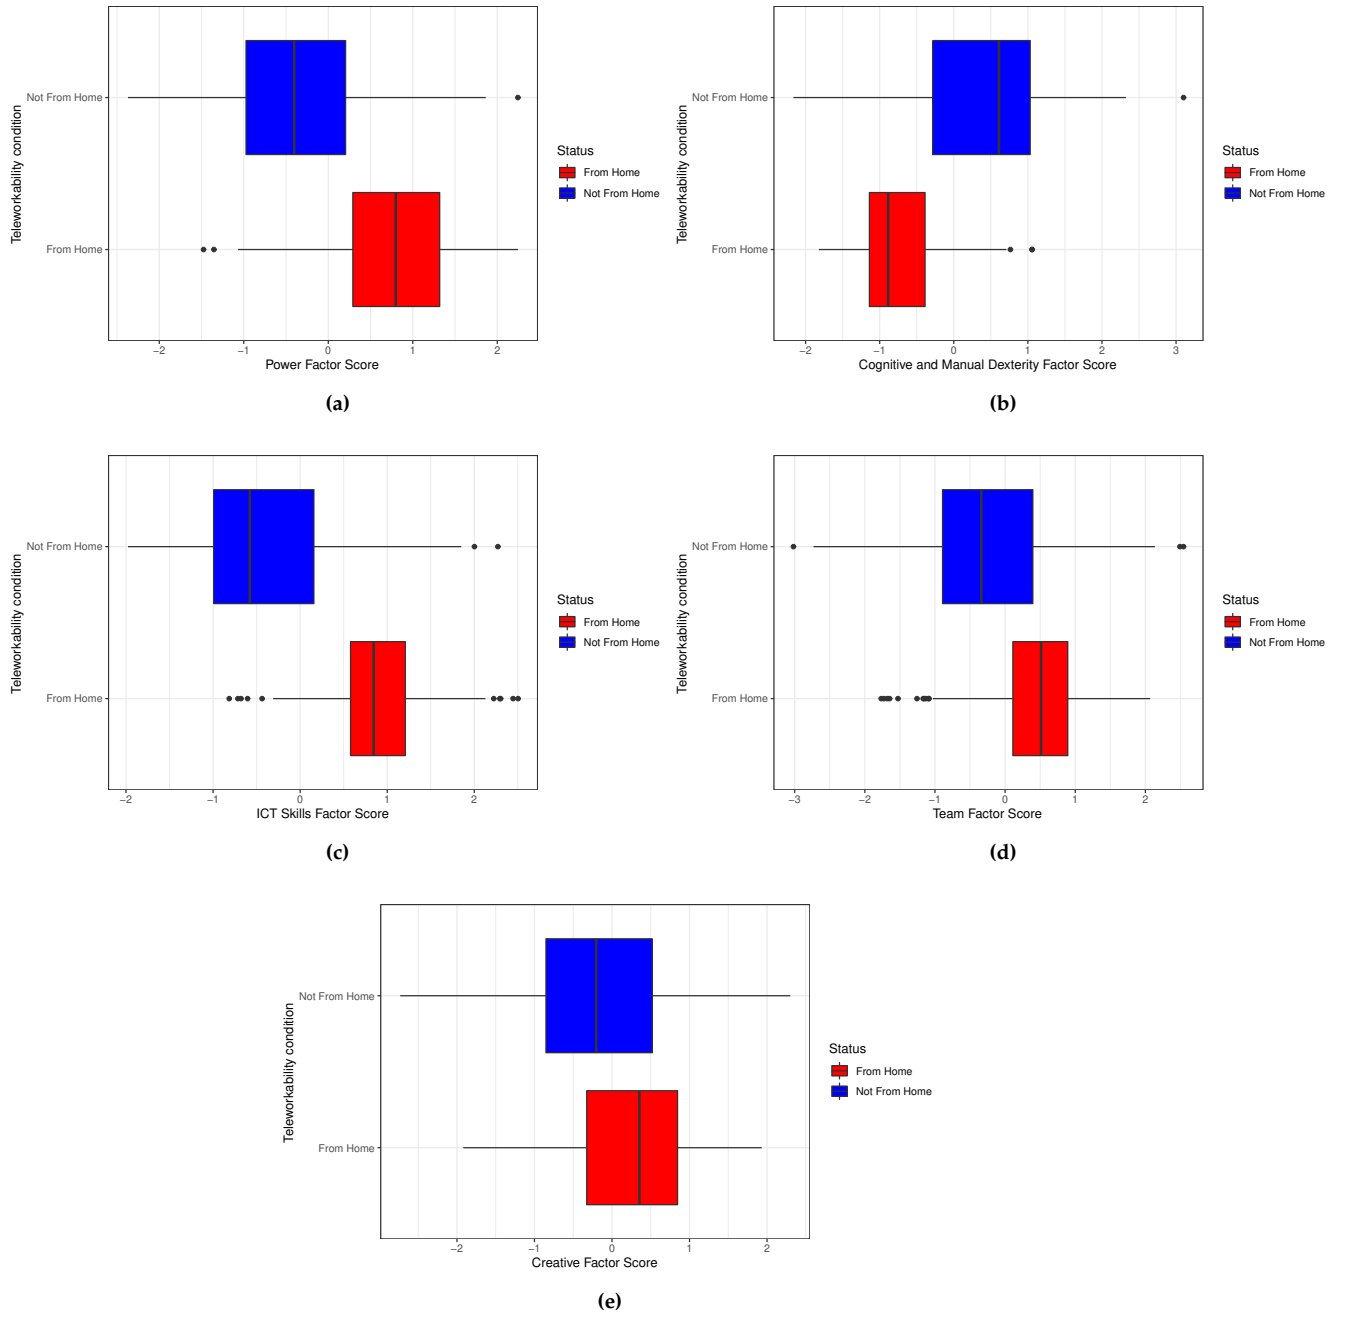 Teleworkability condition
Not From Home
From Home
−2 −1 0 1 2
Power Factor Score
Status
From Home
Not From Home
(a)
Teleworkability condition
Not From Home
From Home
−2 −1 0 1 2 3
Cognitive and Manual Dexterity Factor Score
Status
From Home
Not From Home
(b)
Teleworkability condition
Not From Home
From Home
−2 −1 0 1 2
ICT Skills Factor Score
Status
From Home
Not From Home
(c)
Teleworkability condition
Not From Home
From Home
−3 −2 −1 0 1 2
Team Factor Score
Status
From Home
Not From Home
(d)
Teleworkability condition
Not From Home
From Home
−2 −1 0 1 2
Creative Factor Score
Status
From Home
Not From Home
(e)